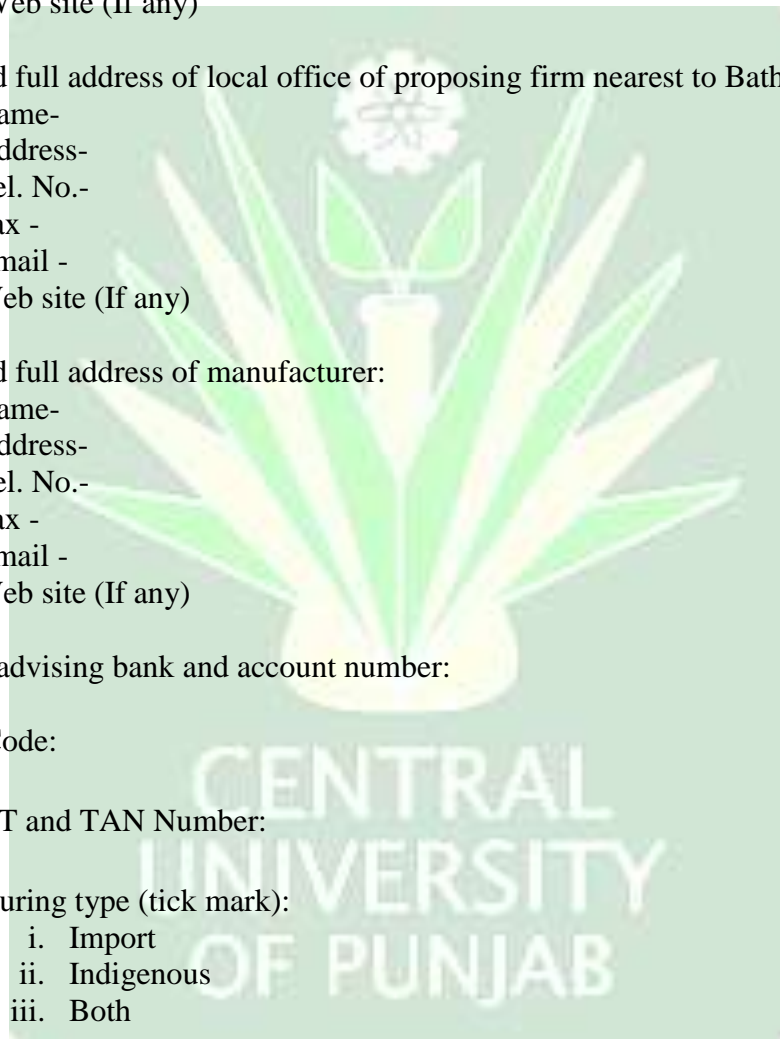 Web site (If any)
d full address of local office of proposing firm nearest to Bath
ame-
ddress-
el. No.-
ax -
mail -
Web site (If any)
d full address of manufacturer:
ame-
ddress-
el. No.-
ax -
mail -
Web site (If any)
advising bank and account number:
Code:
T and TAN Number:
uring type (tick mark):
i. Import
ii. Indigenous
iii. Both
CENTRAL
UNIVERSITY
OF PUNJAB